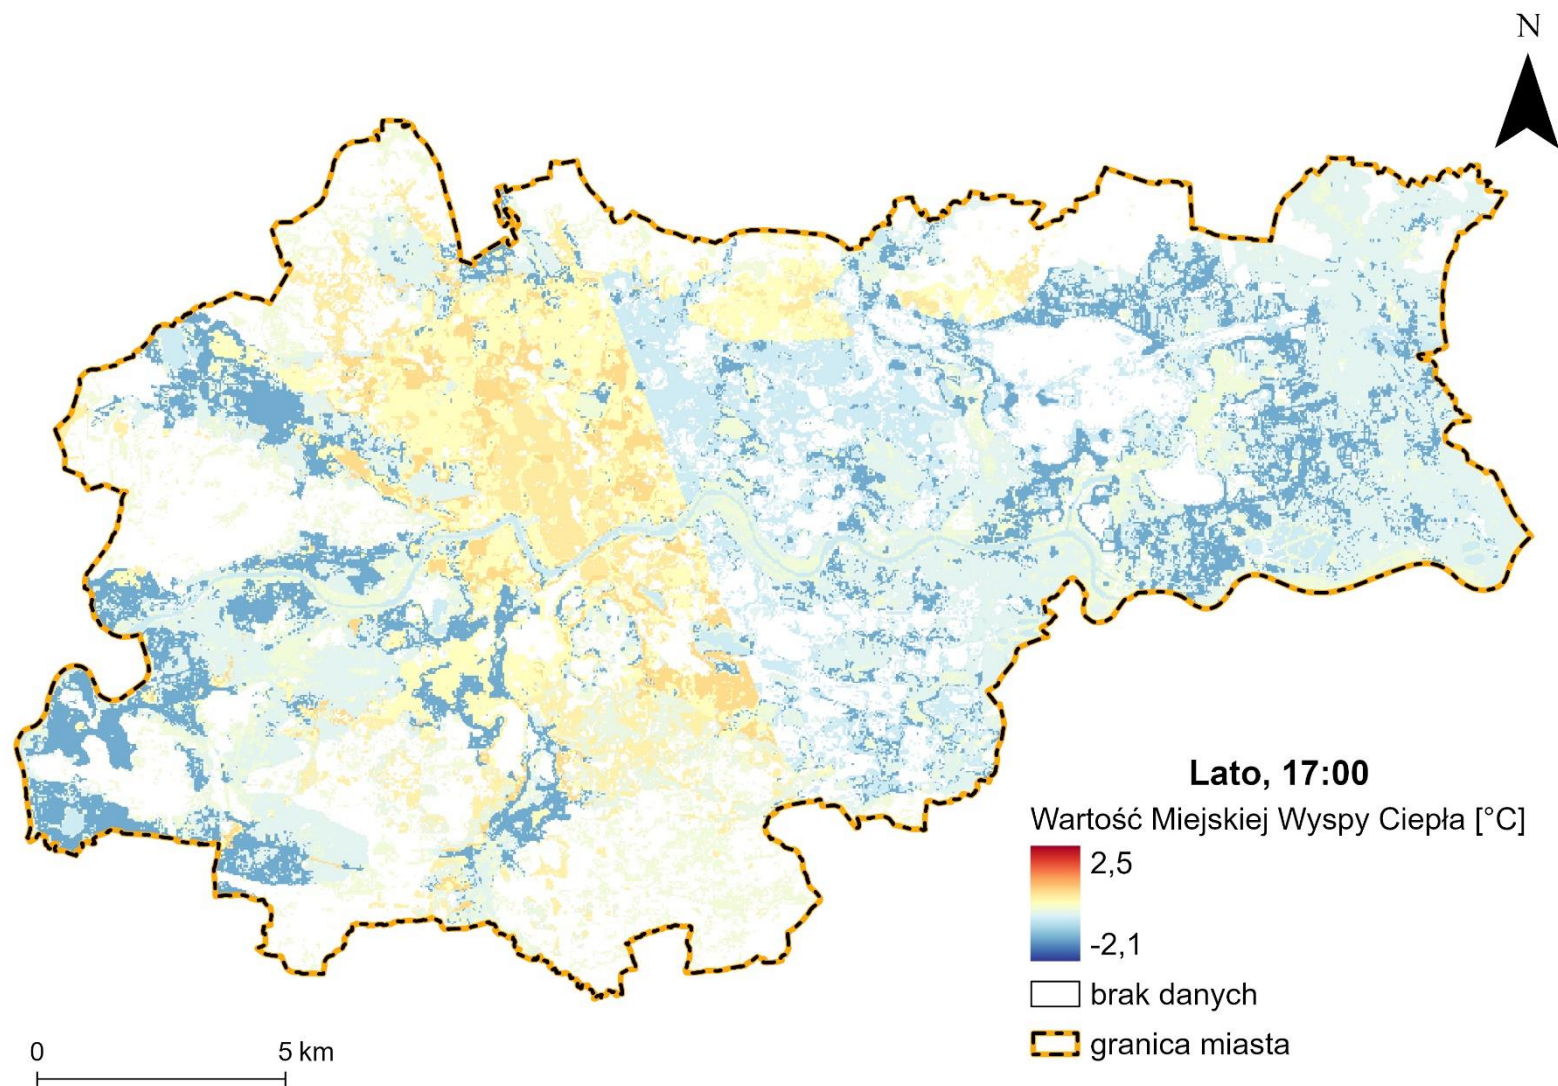 N
Lato, 17:00
Wartość Miejskiej Wyspy Ciepła [°C]
2,5
-2,1
brak danych
granica miasta
0 5 km